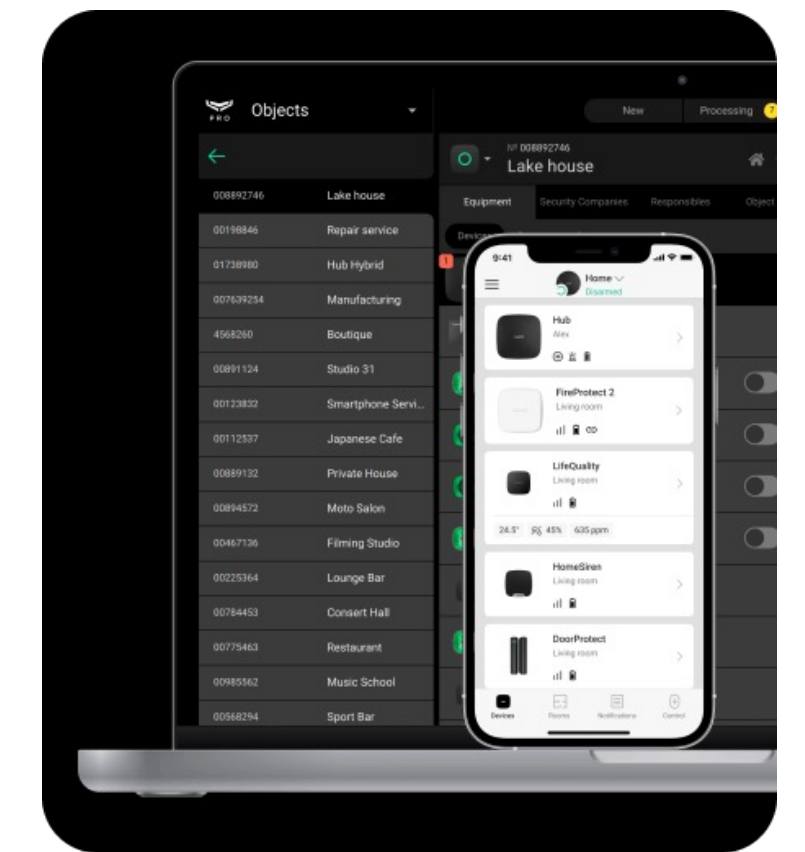 PRO
Objects
New
Processing
7
008892746 Lake house
00198846 Repair service
01738980 Hub Hybrid
007639254 Manufacturing
4568260 Boutique
00891124 Studio 31
00123832 Smartphone Servi...
00112537 Japanese Cafe
00889132 Private House
00894572 Moto Salon
00467136 Filming Studio
00225364 Lounge Bar
00784453 Consert Hall
00775463 Restaurant
00985562 Music School
00568294 Sport Bar
Nº 008892746
Lake house
Equipment Security Companies Responsibles Object
Devices
1
9:41
Home
Disarmed
Hub
Alex
FireProtect 2
Living room
LifeQuality
Living room
24.5° 45% 635 ppm
HomeSiren
Living room
DoorProtect
Living room
Devices Rooms Notifications Control